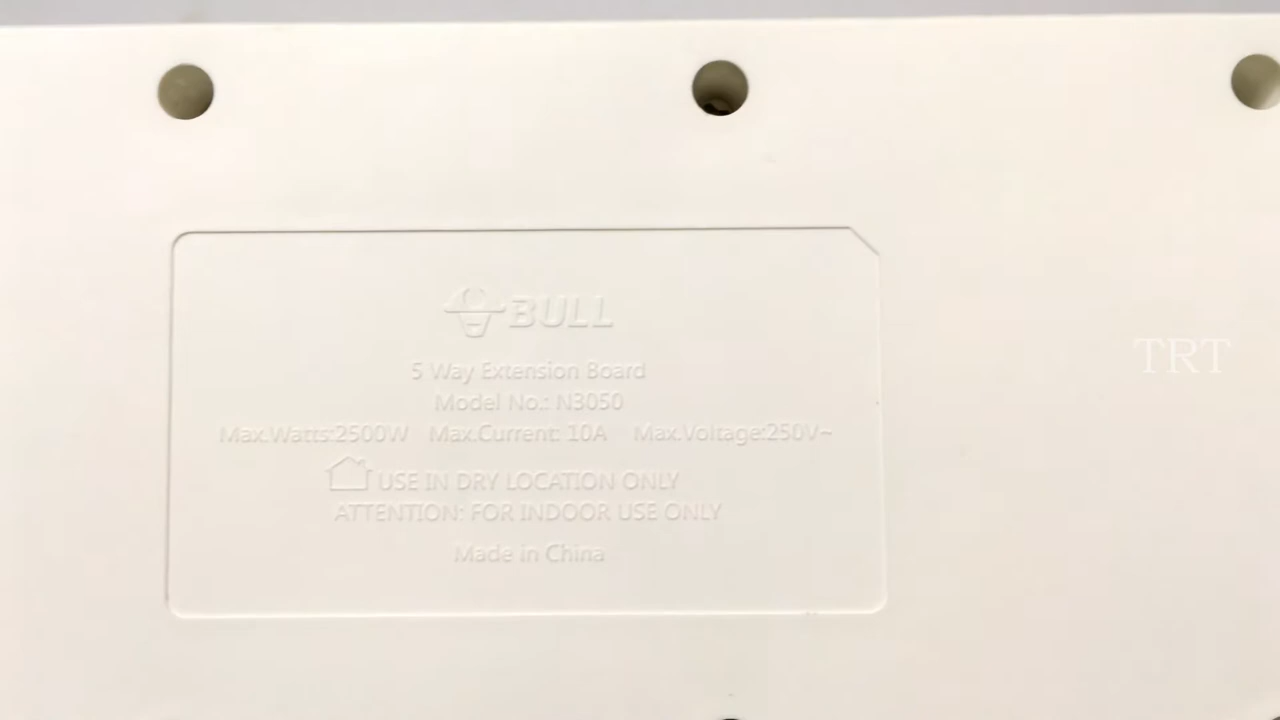 BULL
5 Way Extension Board
Model No.: N3050
Max.Watts:2500W Max.Current: 10A Max.Voltage:250V~
USE IN DRY LOCATION ONLY
ATTENTION: FOR INDOOR USE ONLY
Made in China
TRT